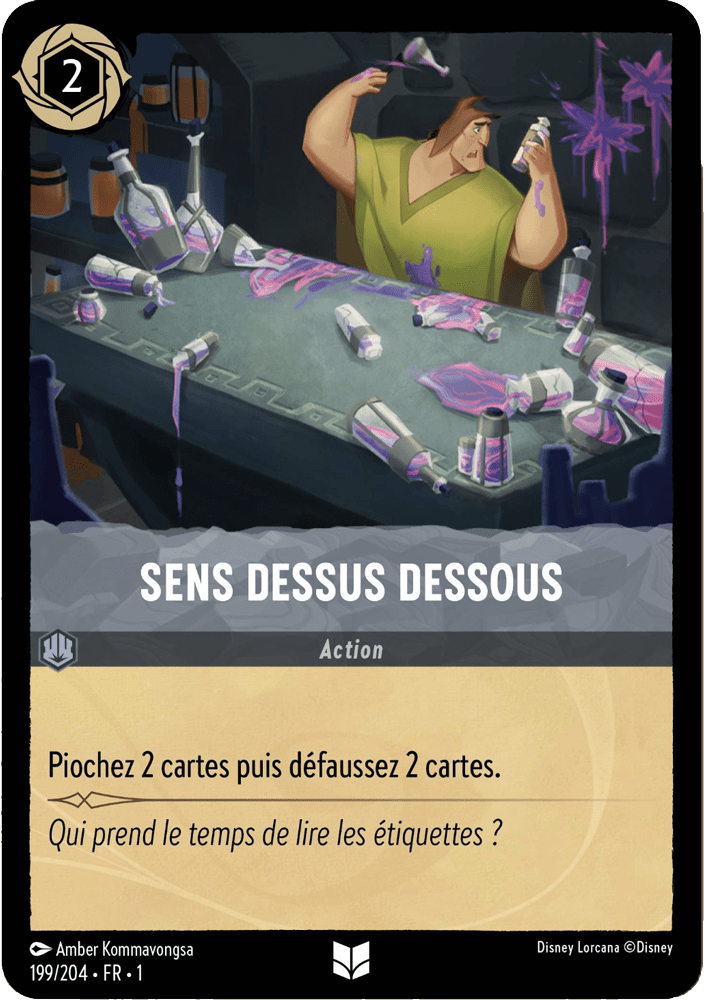 2
SENS DESSUS DESSOUS
Action
Piochez 2 cartes puis défaussez 2 cartes.
Qui prend le temps de lire les étiquettes ?
Amber Kommavongsa
Disney Lorcana ©Disney
199/204 • FR • 1